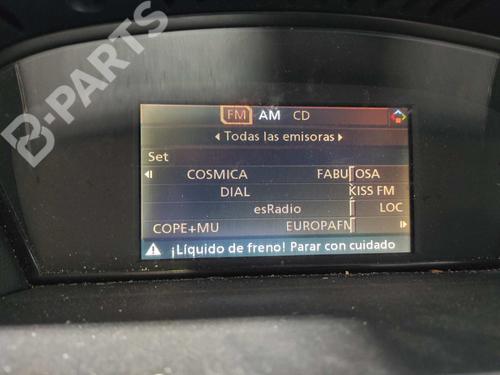 B-PARTS
FM AM CD
Todas las emisoras
Set
COSMICA FABULOSA
DIAL KISS FM
esRadio LOC
COPE+MU EUROPAFN
¡Líquido de freno! Parar con cuidado